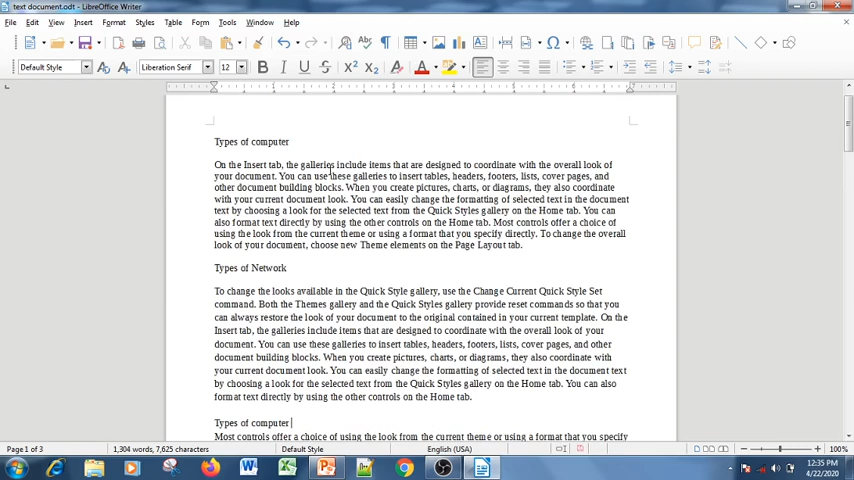 text document.odt - LibreOffice Writer
File Edit View Insert Format Styles Table Form Tools Window Help
Default Style Liberation Serif 12
Types of computer
On the Insert tab, the galleries include items that are designed to coordinate with the overall look of
your document. You can use these galleries to insert tables, headers, footers, lists, cover pages, and
other document building blocks. When you create pictures, charts, or diagrams, they also coordinate
with your current document look. You can easily change the formatting of selected text in the document
text by choosing a look for the selected text from the Quick Styles gallery on the Home tab. You can
also format text directly by using the other controls on the Home tab. Most controls offer a choice of
using the look from the current theme or using a format that you specify directly. To change the overall
look of your document, choose new Theme elements on the Page Layout tab.
Types of Network
To change the looks available in the Quick Style gallery, use the Change Current Quick Style Set
command. Both the Themes gallery and the Quick Styles gallery provide reset commands so that you
can always restore the look of your document to the original contained in your current template. On the
Insert tab, the galleries include items that are designed to coordinate with the overall look of your
document. You can use these galleries to insert tables, headers, footers, lists, cover pages, and other
document building blocks. When you create pictures, charts, or diagrams, they also coordinate with
your current document look. You can easily change the formatting of selected text in the document text
by choosing a look for the selected text from the Quick Styles gallery on the Home tab. You can also
format text directly by using the other controls on the Home tab.
Types of computer
Most controls offer a choice of using the look from the current theme or using a format that you specify
Page 1 of 3 1,304 words, 7,625 characters Default Style English (USA) 100%
12:35 PM
4/22/2020